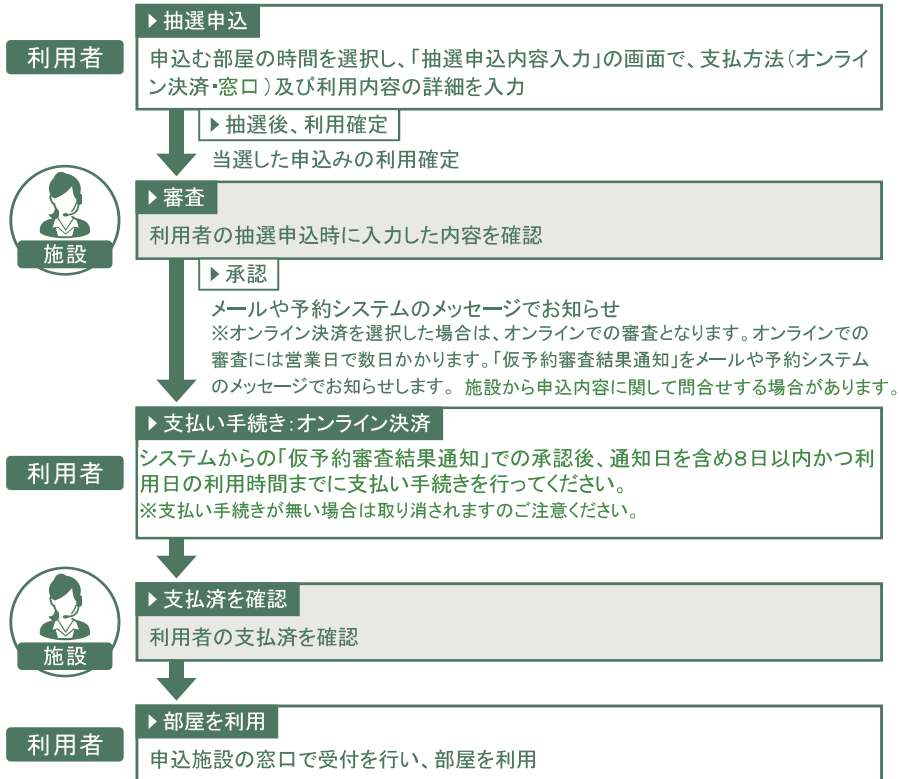 ▶抽選申込
利用者
申込む部屋の時間を選択し、「抽選申込内容入力」の画面で、支払方法(オンライ
ン決済・窓口)及び利用内容の詳細を入力
▶抽選後、利用確定
当選した申込みの利用確定
▶審査
利用者の抽選申込時に入力した内容を確認
施設
▶承認
メールや予約システムのメッセージでお知らせ
※オンライン決済を選択した場合は、オンラインでの審査となります。オンラインでの
審査には営業日で数日かかります。「仮予約審査結果通知」をメールや予約システム
のメッセージでお知らせします。 施設から申込内容に関して問合せする場合があります。
▶支払い手続き:オンライン決済
利用者
システムからの「仮予約審査結果通知」での承認後、通知日を含め8日以内かつ利
用日の利用時間までに支払い手続きを行ってください。
※支払い手続きが無い場合は取り消されますのご注意ください。
▶支払済を確認
利用者の支払済を確認
施設
▶部屋を利用
利用者
申込施設の窓口で受付を行い、部屋を利用